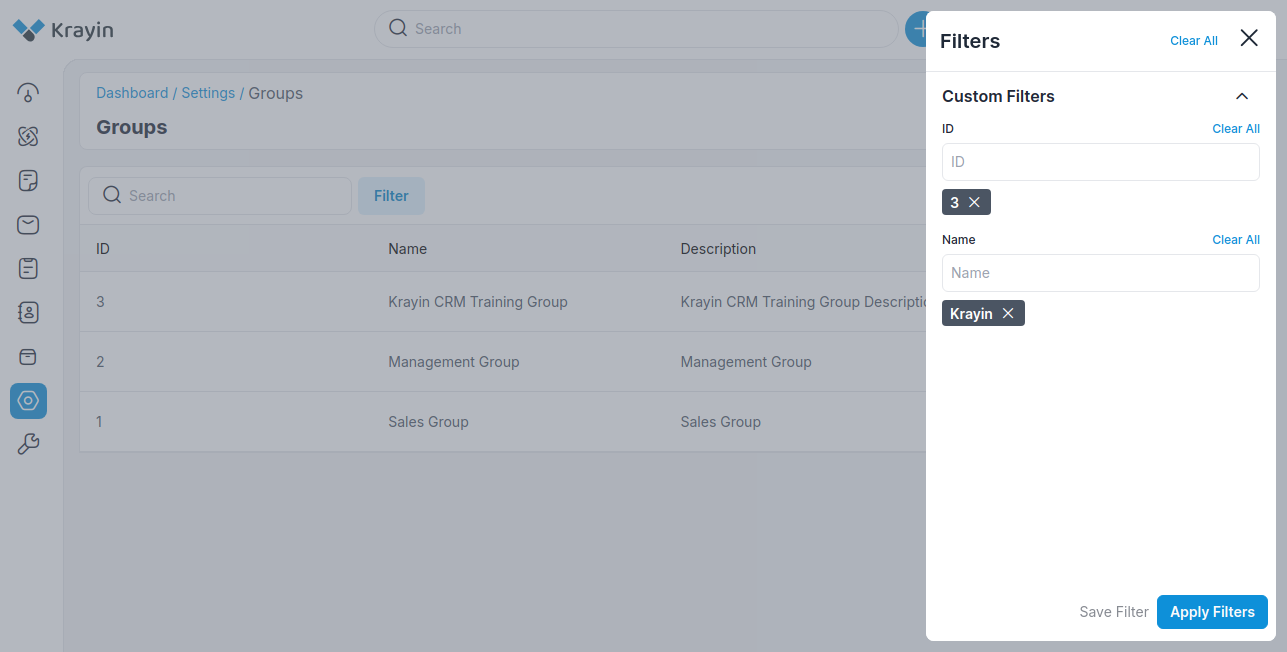 Krayin
Search
Dashboard / Settings / Groups
Groups
Search
Filter
ID Name Description
3 Krayin CRM Training Group Krayin CRM Training Group
2 Management Group Management Group
1 Sales Group Sales Group
Filters Clear All
Custom Filters
ID Clear All
ID
3
Name Clear All
Name
Krayin
Save Filter Apply Filters